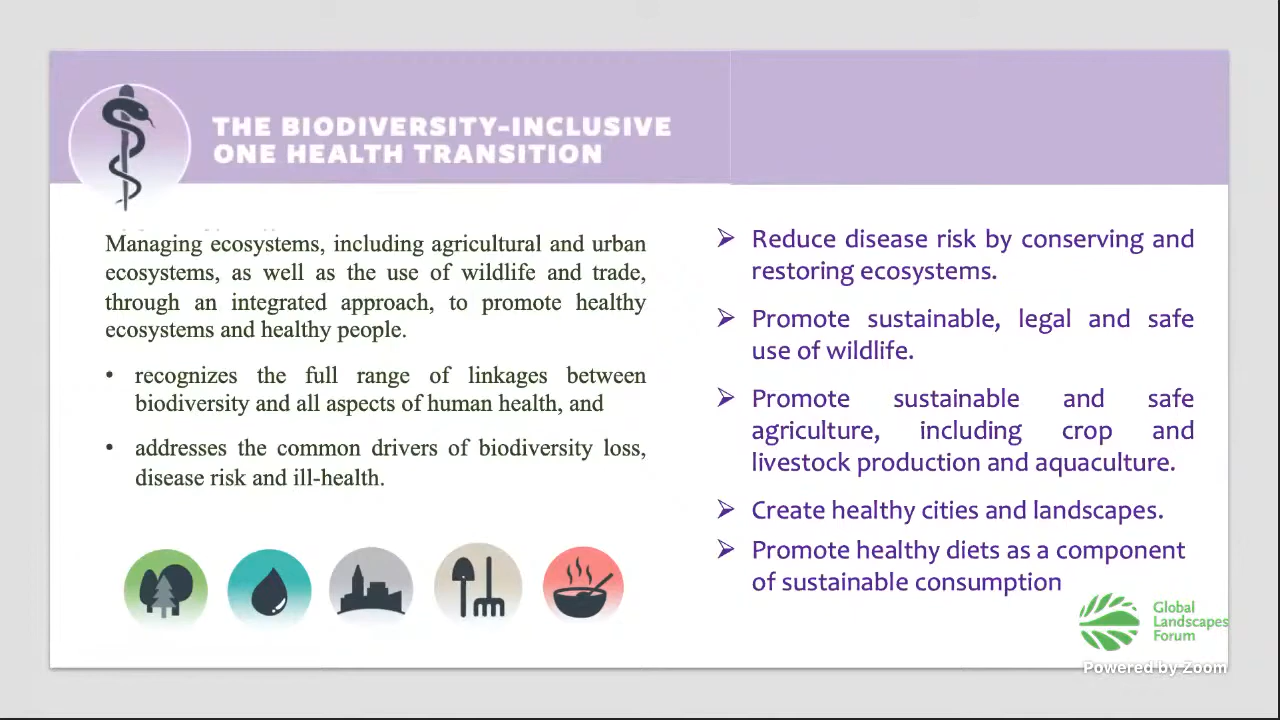 THE BIODIVERSITY-INCLUSIVE
ONE HEALTH TRANSITION
Managing ecosystems, including agricultural and urban
ecosystems, as well as the use of wildlife and trade,
through an integrated approach, to promote healthy
ecosystems and healthy people.
• recognizes the full range of linkages between
biodiversity and all aspects of human health, and
• addresses the common drivers of biodiversity loss,
disease risk and ill-health.
➢ Reduce disease risk by conserving and
restoring ecosystems.
➢ Promote sustainable, legal and safe
use of wildlife.
➢ Promote sustainable and safe
agriculture, including crop and
livestock production and aquaculture.
➢ Create healthy cities and landscapes.
➢ Promote healthy diets as a component
of sustainable consumption
Global
Landscapes
Forum
Powered by Zoom